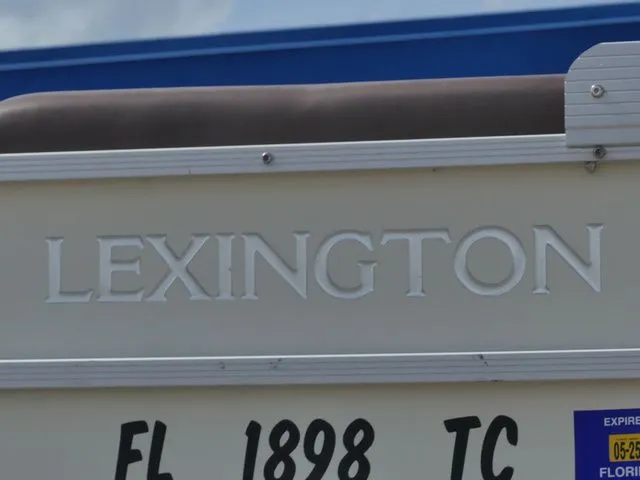 LEXINGTON
FL 1898 TC
EXPIRE
05-25
FLORI